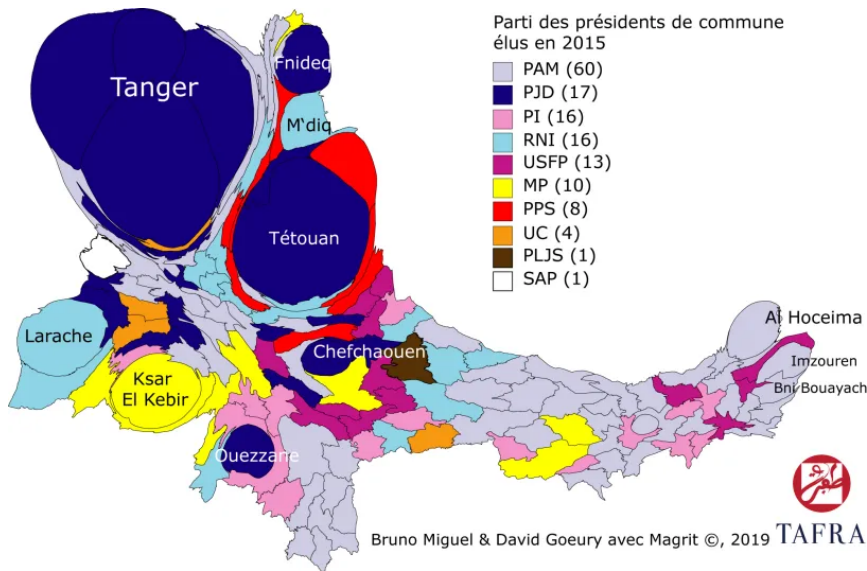 Parti des présidents de commune
élus en 2015
PAM (60)
PJD (17)
PI (16)
RNI (16)
USFP (13)
MP (10)
PPS (8)
UC (4)
PLJS (1)
SAP (1)
Fnideq
Tanger
M'diq
Tétouan
Larache
Chefchaouen
Al Hoceima
Imzouren
Bni Bouayach
Ksar
El Kebir
Ouezzane
Bruno Miguel & David Goeury avec Magrit ©, 2019
TAFRA